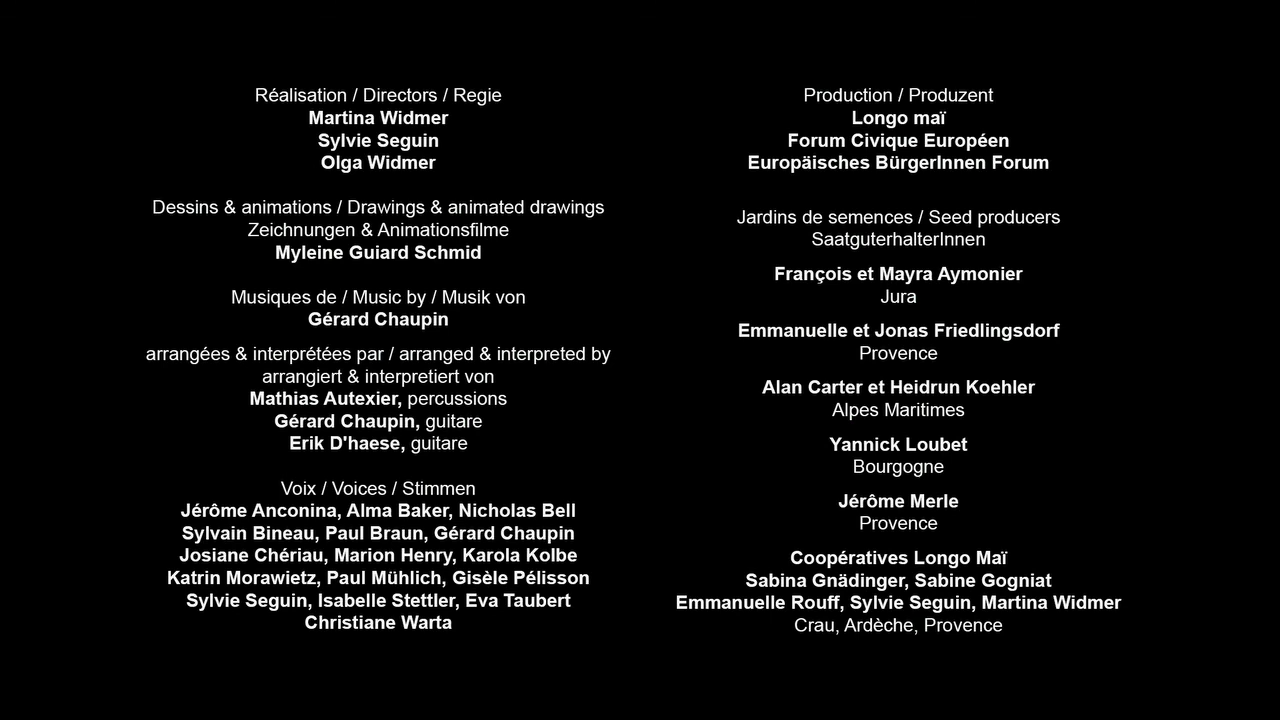 Réalisation / Directors / Regie
Martina Widmer
Sylvie Seguin
Olga Widmer
Dessins & animations / Drawings & animated drawings
Zeichnungen & Animationsfilme
Myleine Guiard Schmid
Musiques de / Music by / Musik von
Gérard Chaupin
arrangées & interprétées par / arranged & interpreted by
arrangiert & interpretiert von
Mathias Autexier, percussions
Gérard Chaupin, guitare
Erik D'haese, guitare
Voix / Voices / Stimmen
Jérôme Anconina, Alma Baker, Nicholas Bell
Sylvain Bineau, Paul Braun, Gérard Chaupin
Josiane Chériau, Marion Henry, Karola Kolbe
Katrin Morawietz, Paul Mühlich, Gisèle Pélisson
Sylvie Seguin, Isabelle Stettler, Eva Taubert
Christiane Warta
Production / Produzent
Longo maï
Forum Civique Européen
Europäisches BürgerInnen Forum
Jardins de semences / Seed producers
SaatguterhalterInnen
François et Mayra Aymonier
Jura
Emmanuelle et Jonas Friedlingsdorf
Provence
Alan Carter et Heidrun Koehler
Alpes Maritimes
Yannick Loubet
Bourgogne
Jérôme Merle
Provence
Coopératives Longo Maï
Sabina Gnädinger, Sabine Gogniat
Emmanuelle Rouff, Sylvie Seguin, Martina Widmer
Crau, Ardèche, Provence